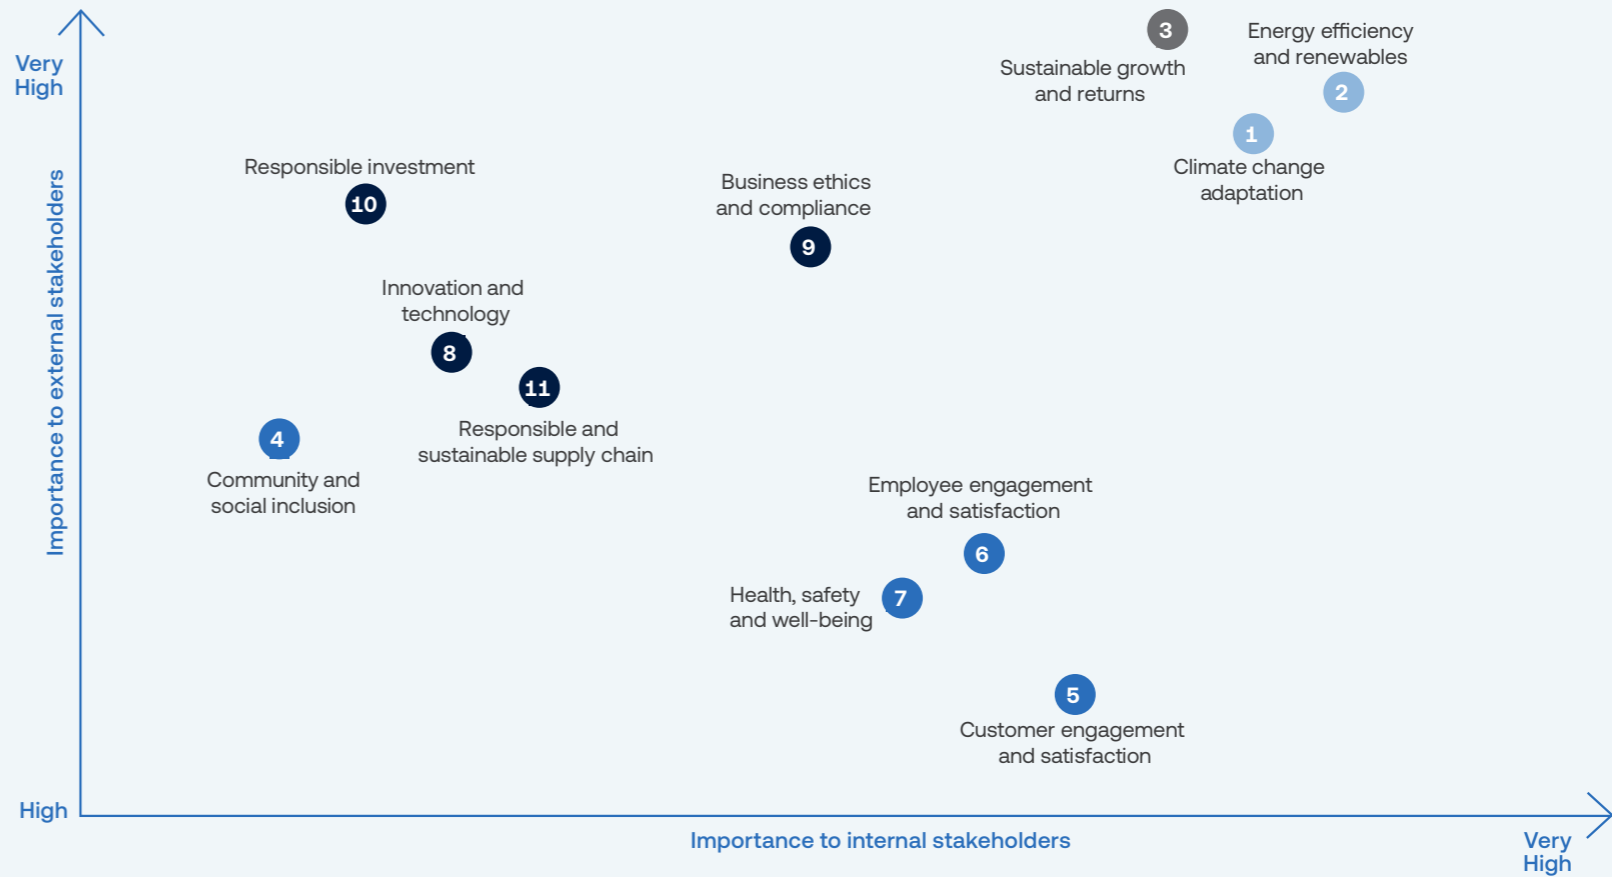 Very
High
Importance to external stakeholders
High
3
Sustainable growth
and returns
Energy efficiency
and renewables
2
1
Climate change
adaptation
Responsible investment
10
Business ethics
and compliance
9
Innovation and
technology
8
11
Responsible and
sustainable supply chain
4
Community and
social inclusion
Employee engagement
and satisfaction
6
Health, safety
and well-being
7
5
Customer engagement
and satisfaction
Importance to internal stakeholders
Very
High